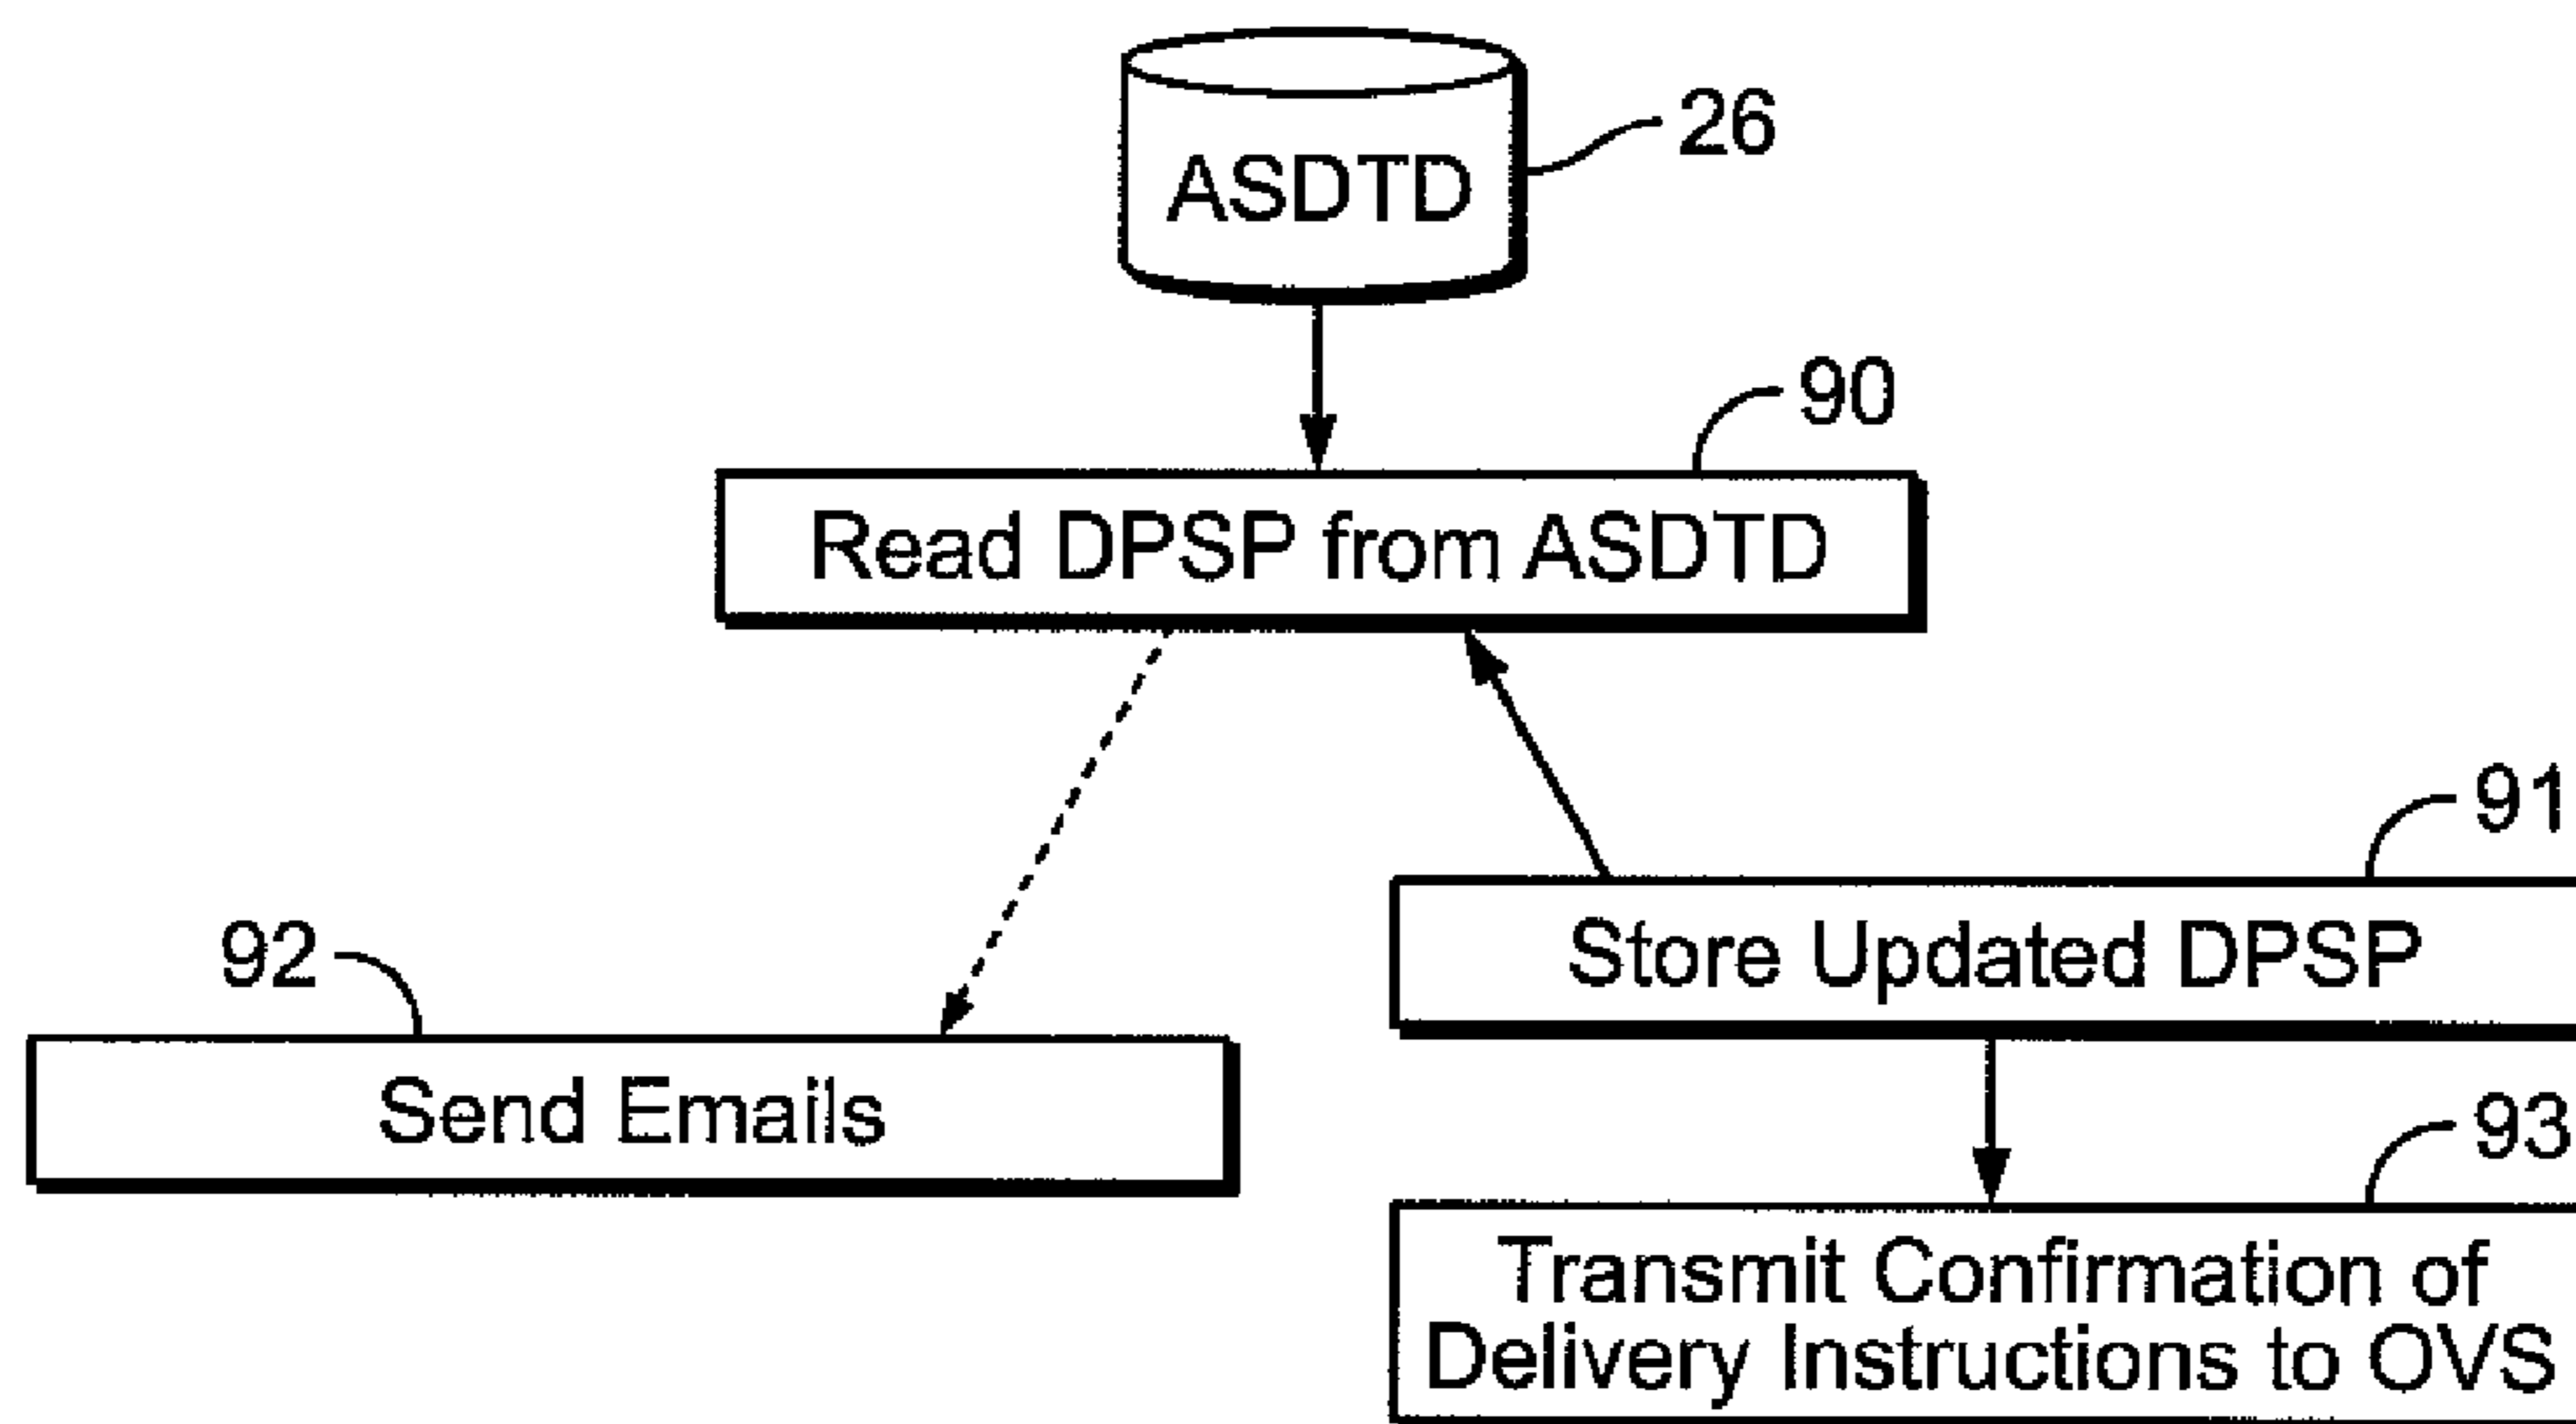 26
ASDTD
90
Read DPSP from ASDTD
91
Store Updated DPSP
92
Send Emails
93
Transmit Confirmation of
Delivery Instructions to OVS